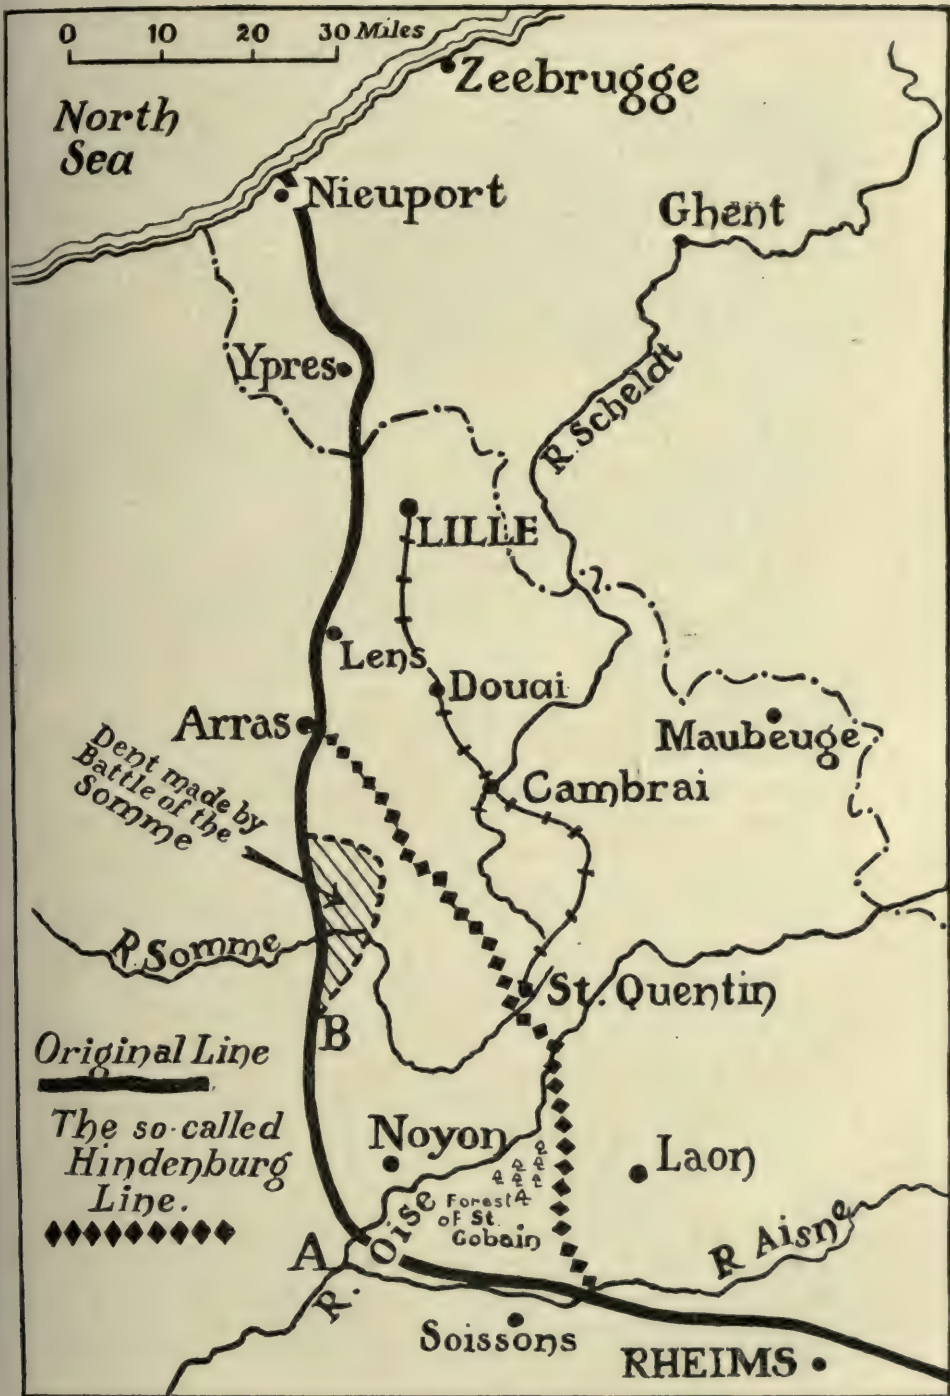 0 10 20 30 Miles
Zeebrugge
North
Sea
Nieuport
Ghent
Ypres
R. Scheldt
LILLE
Lens
Douai
Arras
Maubeuge
Dent made by
Battle of the
Somme
Cambrai
R. Somme
St. Quentin
B
Original Line
The so-called
Hindenburg
Line.
Noyon
Laon
Forest
of St.
Gobain
A
R. Oise
R Aisne
Soissons
RHEIMS